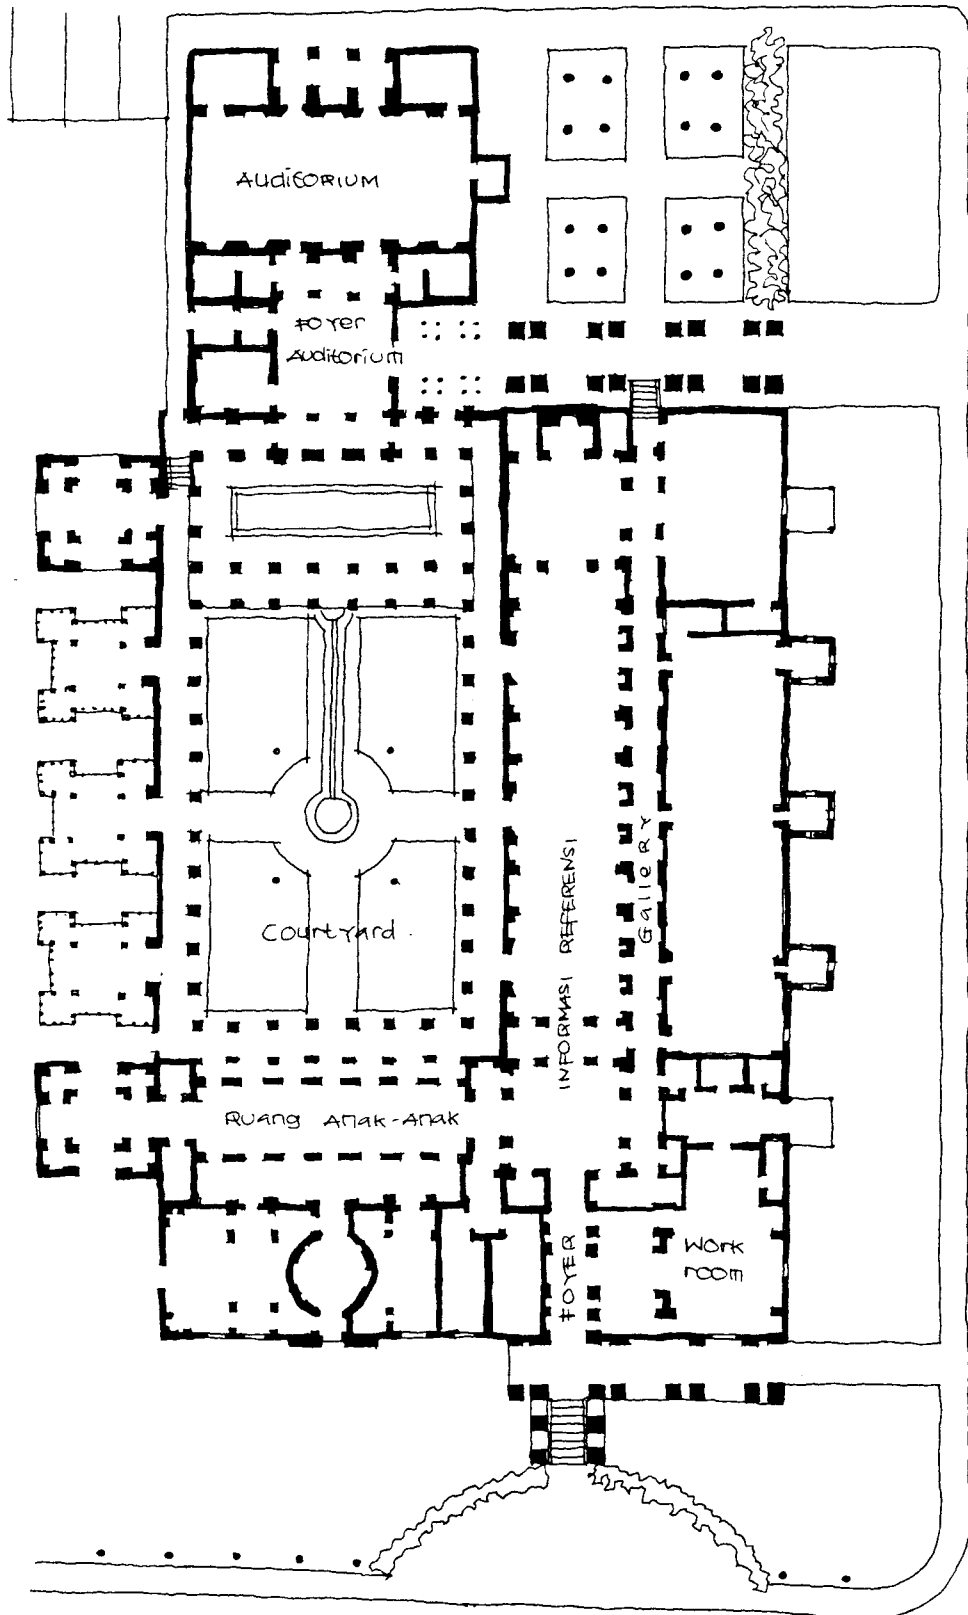 AUDITORIUM
FOYER
AUDITORIUM
COURTYARD
INFORMASI REFERENSI
GALLERY
RUANG ANAK-ANAK
FOYER
WORK
ROOM